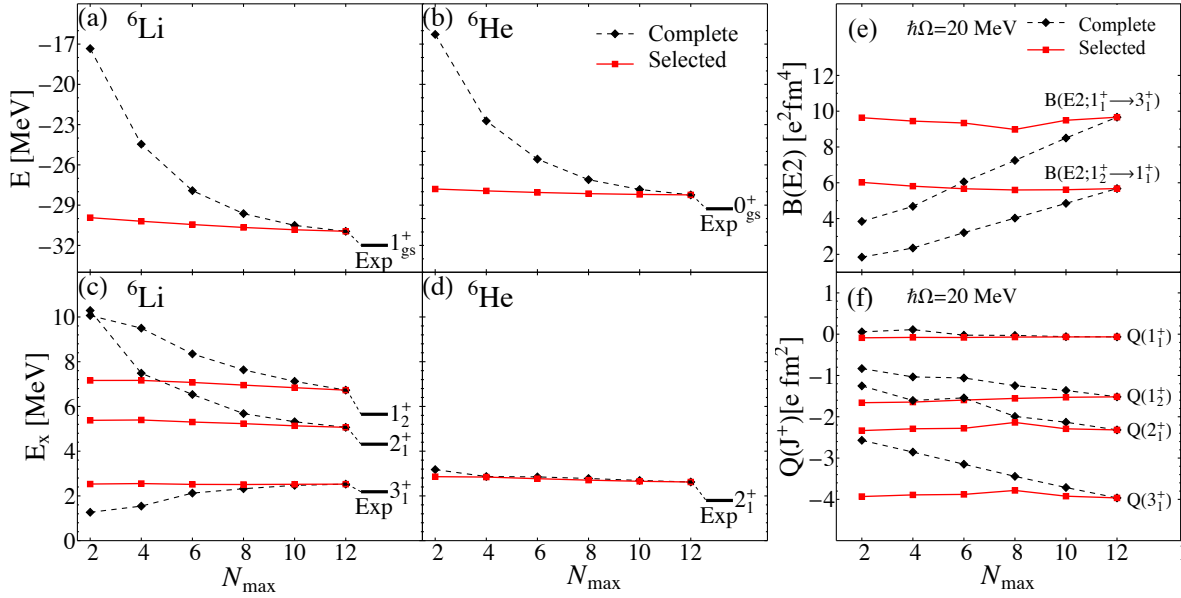 (a) ⁶Li
−17
−20
−23
−26
−29
−32
E [MeV]
Exp 1⁺gs
(b) ⁶He
Complete
Selected
Exp 0⁺gs
(c) ⁶Li
10
8
6
4
2
0
Eₓ [MeV]
1⁺₂
2⁺₁
3⁺₁
Exp
2 4 6 8 10 12
N_max
(d) ⁶He
Exp 2⁺₁
2 4 6 8 10 12
N_max
(e) ℏΩ=20 MeV
Complete
Selected
10
8
6
4
2
B(E2) [e²fm⁴]
B(E2;1⁺₁→3⁺₁)
B(E2;1⁺₂→1⁺₁)
(f) ℏΩ=20 MeV
1
0
−1
−2
−3
−4
Q(J⁺)[e fm²]
Q(1⁺₁)
Q(1⁺₂)
Q(2⁺₁)
Q(3⁺₁)
2 4 6 8 10 12
N_max